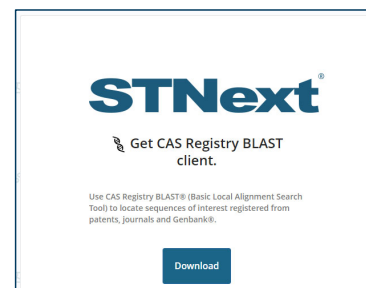 STNext®
Get CAS Registry BLAST
client.
Use CAS Registry BLAST® (Basic Local Alignment Search
Tool) to locate sequences of interest registered from
patents, journals and Genbank®.
Download